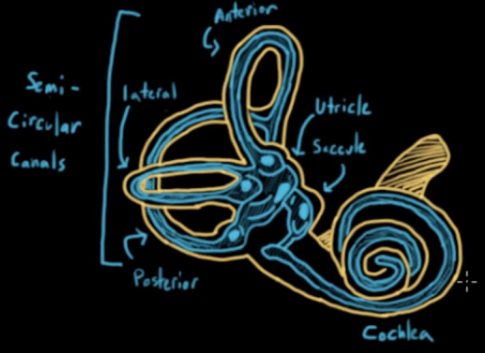 Anterior
Semi-
Circular
Canals
lateral
Utricle
Saccule
Posterior
Cochlea